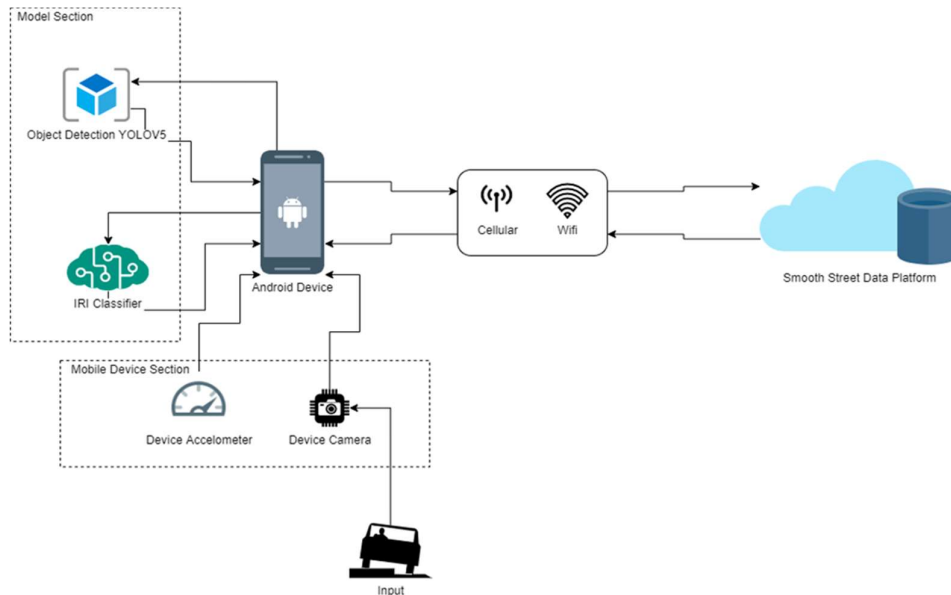 Model Section
Object Detection YOLOV5
IRI Classifier
Android Device
Cellular
Wifi
Smooth Street Data Platform
Mobile Device Section
Device Accelometer
Device Camera
Input